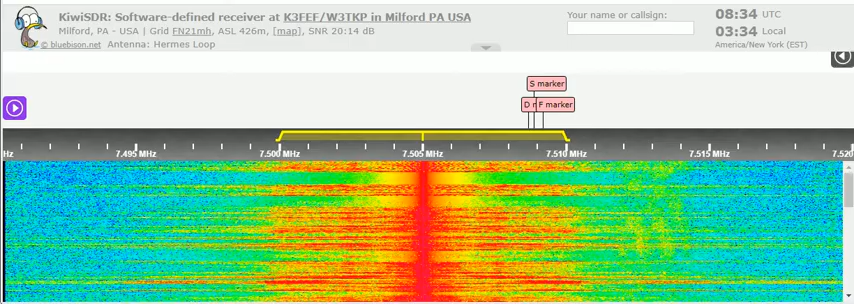 KiwiSDR: Software-defined receiver at K3FEF/W3TKP in Milford PA USA
Milford, PA - USA | Grid FN21mh, ASL 426m, [map], SNR 20:14 dB
© bluebison.net Antenna: Hermes Loop
Your name or callsign:
08:34 UTC
03:34 Local
America/New York (EST)
S marker
D F marker
Hz 7.495 MHz 7.500 MHz 7.505 MHz 7.510 MHz 7.515 MHz 7.520